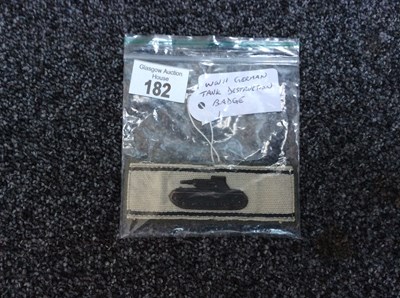 Glasgow Auction
House
182
WWII GERMAN
TANK DESTRUCTION
BADGE